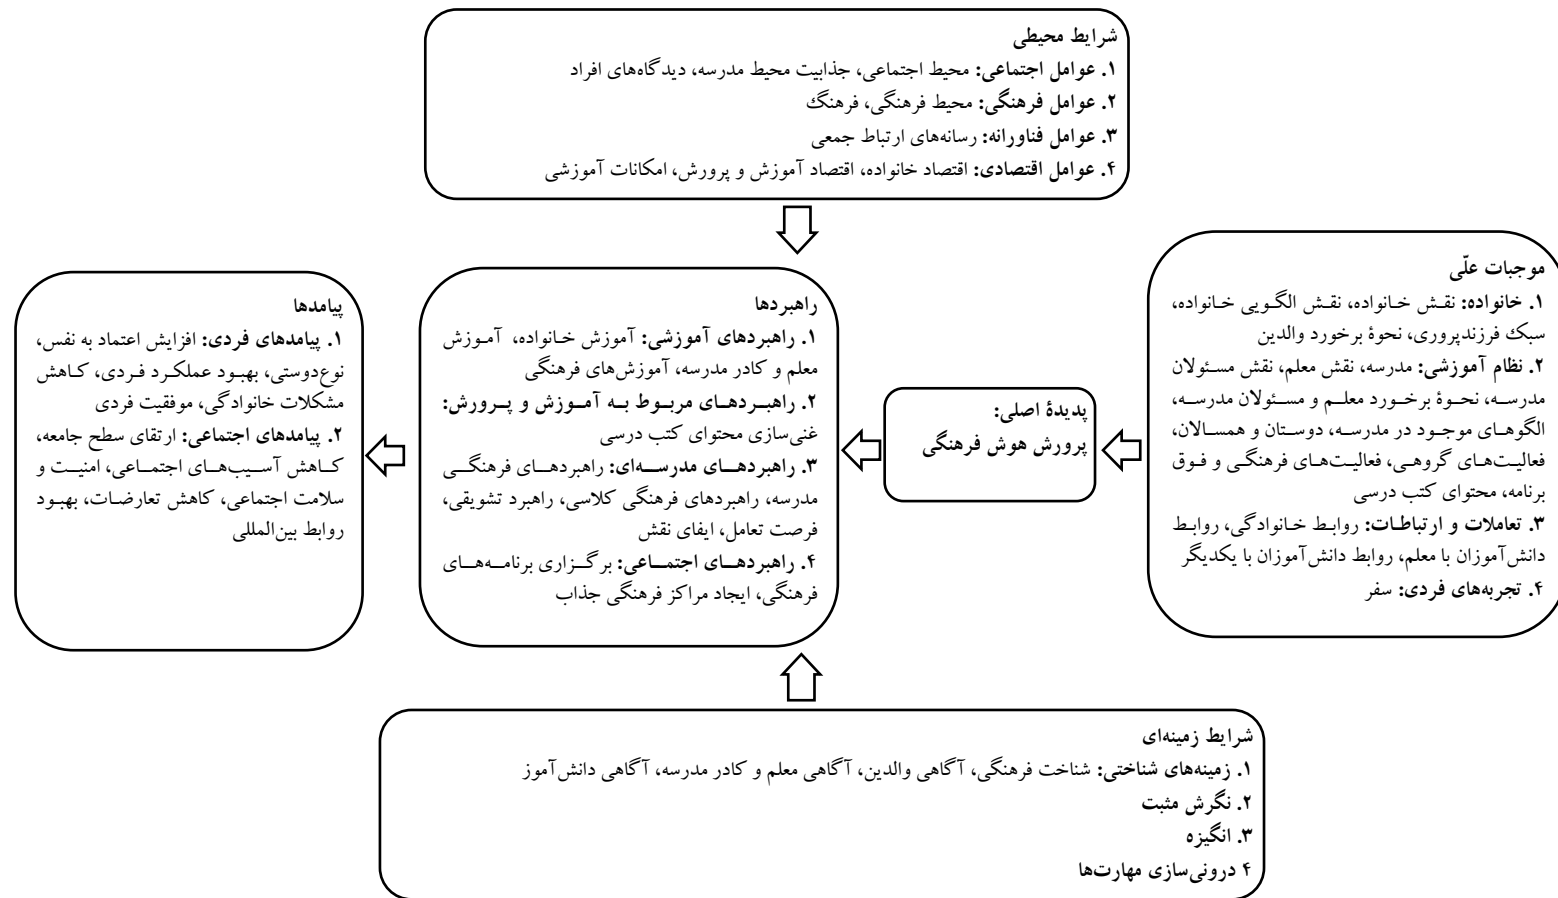 شرایط محیطی
۱. عوامل اجتماعی: محیط اجتماعی، جذابیت محیط مدرسه، دیدگاه‌های افراد
۲. عوامل فرهنگی: محیط فرهنگی، فرهنگ
۳. عوامل فناورانه: رسانه‌های ارتباط جمعی
۴. عوامل اقتصادی: اقتصاد خانواده، اقتصاد آموزش و پرورش، امکانات آموزشی
موجبات علّی
۱. خانواده: نقش خانواده، نقش الگویی خانواده،
سبک فرزندپروری، نحوۀ برخورد والدین
۲. نظام آموزشی: مدرسه، نقش معلم، نقش مسئولان
مدرسه، نحوۀ برخورد معلم و مسئولان مدرسه،
الگوهای موجود در مدرسه، دوستان و همسالان،
فعالیت‌های گروهی، فعالیت‌های فرهنگی و فوق
برنامه، محتوای کتب درسی
۳. تعاملات و ارتباطات: روابط خانوادگی، روابط
دانش‌آموزان با معلم، روابط دانش‌آموزان با یکدیگر
۴. تجربه‌های فردی: سفر
پدیدۀ اصلی:
پرورش هوش فرهنگی
راهبردها
۱. راهبردهای آموزشی: آموزش خانواده، آموزش
معلم و کادر مدرسه، آموزش‌های فرهنگی
۲. راهبردهای مربوط به آموزش و پرورش:
غنی‌سازی محتوای کتب درسی
۳. راهبردهای مدرسه‌ای: راهبردهای فرهنگی
مدرسه، راهبردهای فرهنگی کلاسی، راهبرد تشویقی،
فرصت تعامل، ایفای نقش
۴. راهبردهای اجتماعی: برگزاری برنامه‌های
فرهنگی، ایجاد مراکز فرهنگی جذاب
پیامدها
۱. پیامدهای فردی: افزایش اعتماد به نفس،
نوع‌دوستی، بهبود عملکرد فردی، کاهش
مشکلات خانوادگی، موفقیت فردی
۲. پیامدهای اجتماعی: ارتقای سطح جامعه،
کاهش آسیب‌های اجتماعی، امنیت و
سلامت اجتماعی، کاهش تعارضات، بهبود
روابط بین‌المللی
شرایط زمینه‌ای
۱. زمینه‌های شناختی: شناخت فرهنگی، آگاهی والدین، آگاهی معلم و کادر مدرسه، آگاهی دانش‌آموز
۲. نگرش مثبت
۳. انگیزه
۴ درونی‌سازی مهارت‌ها